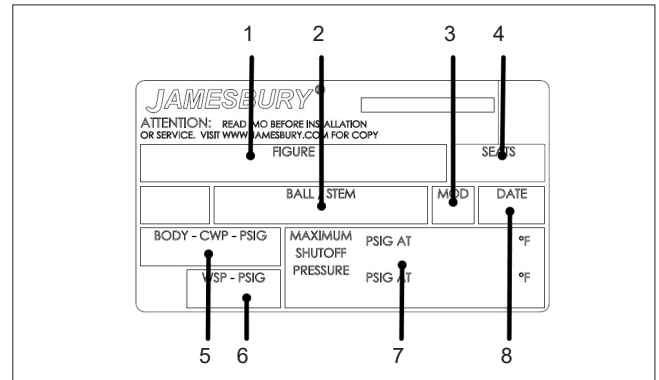 1 2 3 4
JAMESBURY®
ATTENTION: READ IMO BEFORE INSTALLATION
OR SERVICE. VISIT WWW.JAMESBURY.COM FOR COPY
FIGURE SEATS
BALL / STEM MOD DATE
BODY - CWP - PSIG MAXIMUM PSIG AT °F
SHUTOFF
WSP - PSIG PRESSURE PSIG AT °F
5 6 7 8